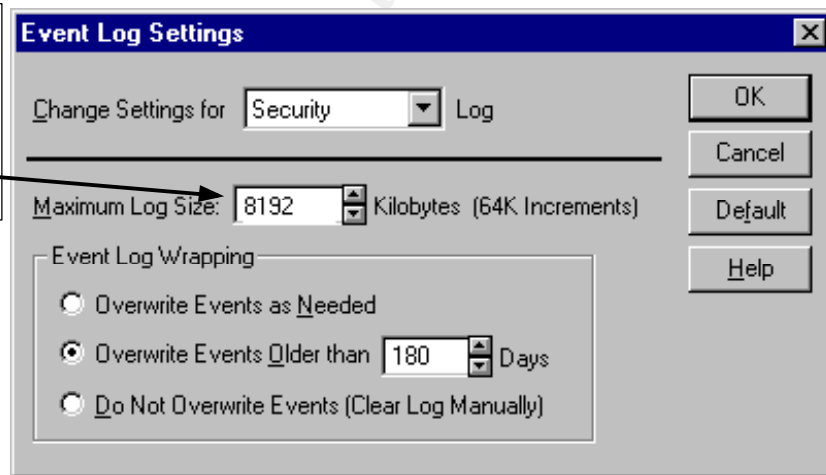 Event Log Settings
Change Settings for Security Log
OK
Cancel
Maximum Log Size: 8192 Kilobytes (64K Increments)
Default
Event Log Wrapping
Help
Overwrite Events as Needed
Overwrite Events Older than 180 Days
Do Not Overwrite Events (Clear Log Manually)